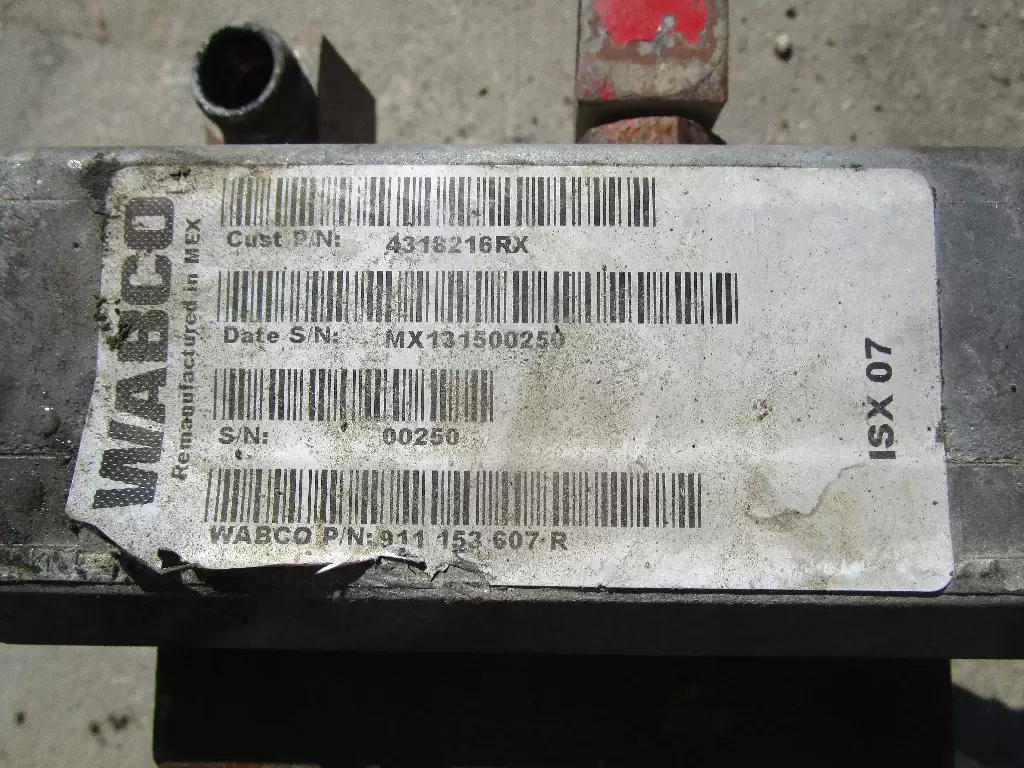 WABCO
Remanufactured in MEX
Cust P/N: 4318216RX
Date S/N: MX131500250
S/N: 00250
WABCO P/N: 911 153 607 R
ISX 07